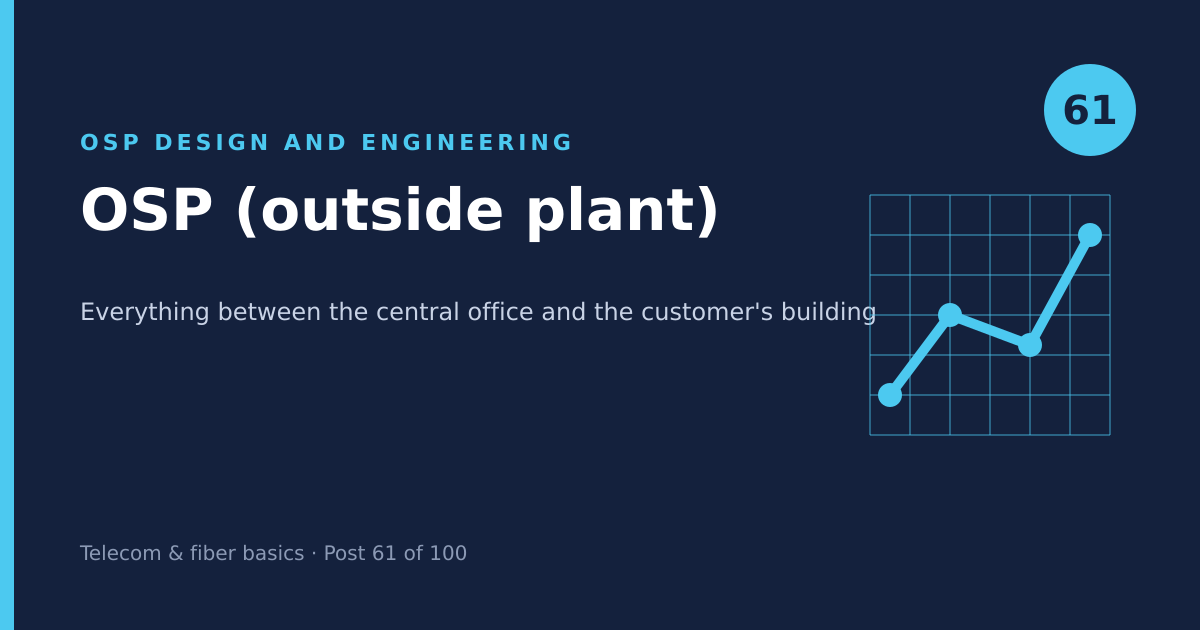 61
OSP DESIGN AND ENGINEERING
OSP (outside plant)
Everything between the central office and the customer's building
Telecom & fiber basics · Post 61 of 100